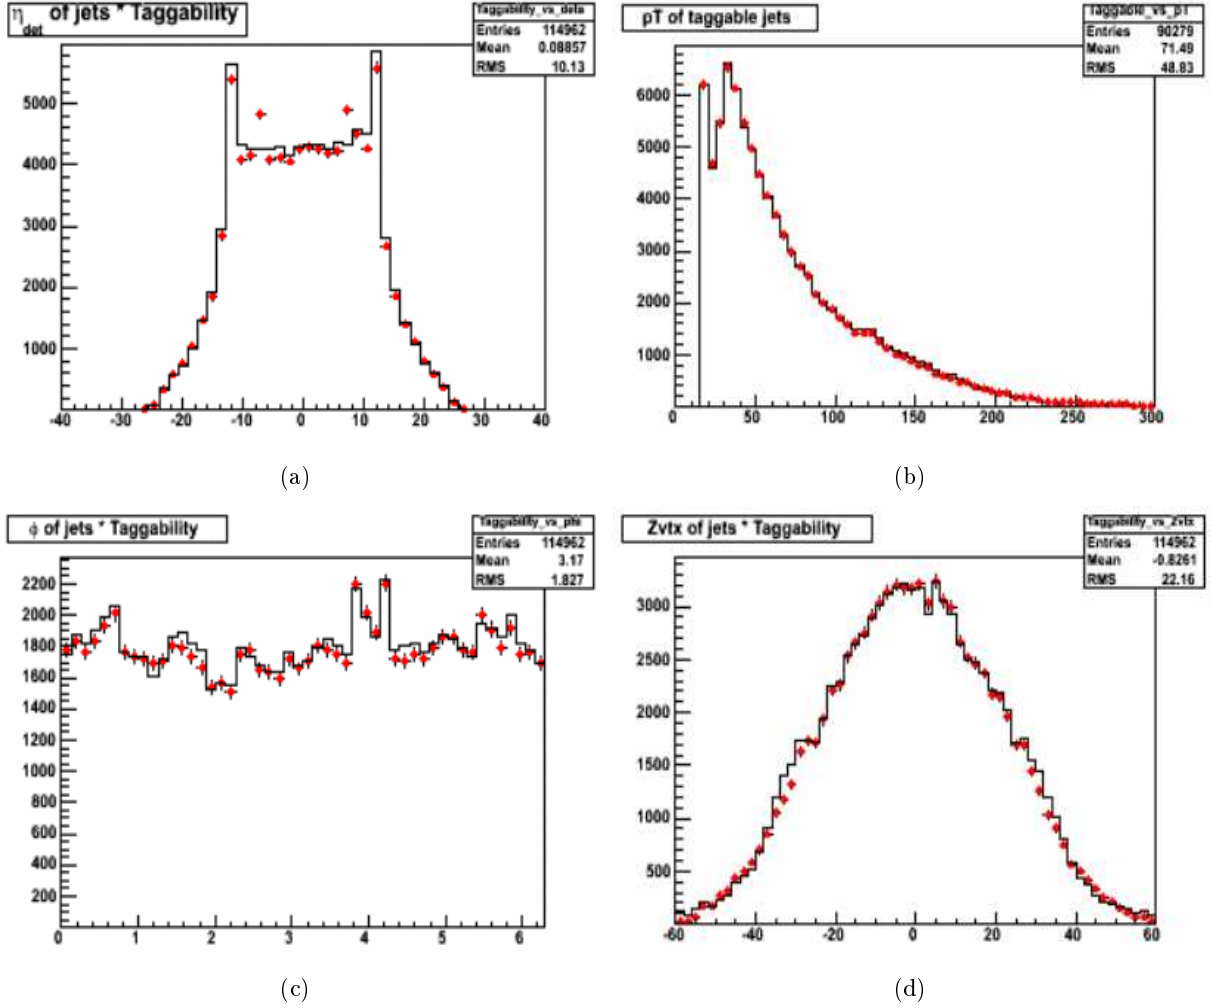 η_det of jets * Taggability
Taggability_vs_deta
Entries 114962
Mean 0.08857
RMS 10.13
5000
4000
3000
2000
1000
-40 -30 -20 -10 0 10 20 30 40
(a)
pT of taggable jets
Taggable_vs_pT
Entries 90279
Mean 71.49
RMS 48.83
6000
5000
4000
3000
2000
1000
0
0 50 100 150 200 250 300
(b)
ϕ of jets * Taggability
Taggability_vs_phi
Entries 114962
Mean 3.17
RMS 1.827
2200
2000
1800
1600
1400
1200
1000
800
600
400
200
0 1 2 3 4 5 6
(c)
Zvtx of jets * Taggability
Taggability_vs_Zvtx
Entries 114962
Mean -0.8261
RMS 22.16
3000
2500
2000
1500
1000
500
-60 -40 -20 0 20 40 60
(d)